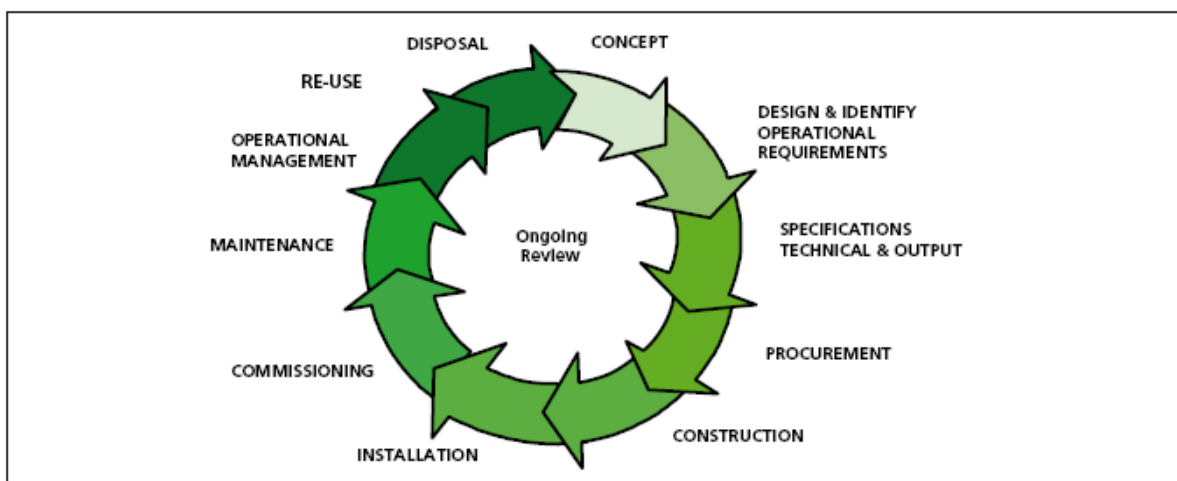 DISPOSAL
CONCEPT
RE-USE
DESIGN & IDENTIFY
OPERATIONAL
REQUIREMENTS
OPERATIONAL
MANAGEMENT
SPECIFICATIONS
TECHNICAL & OUTPUT
MAINTENANCE
Ongoing
Review
PROCUREMENT
COMMISSIONING
CONSTRUCTION
INSTALLATION